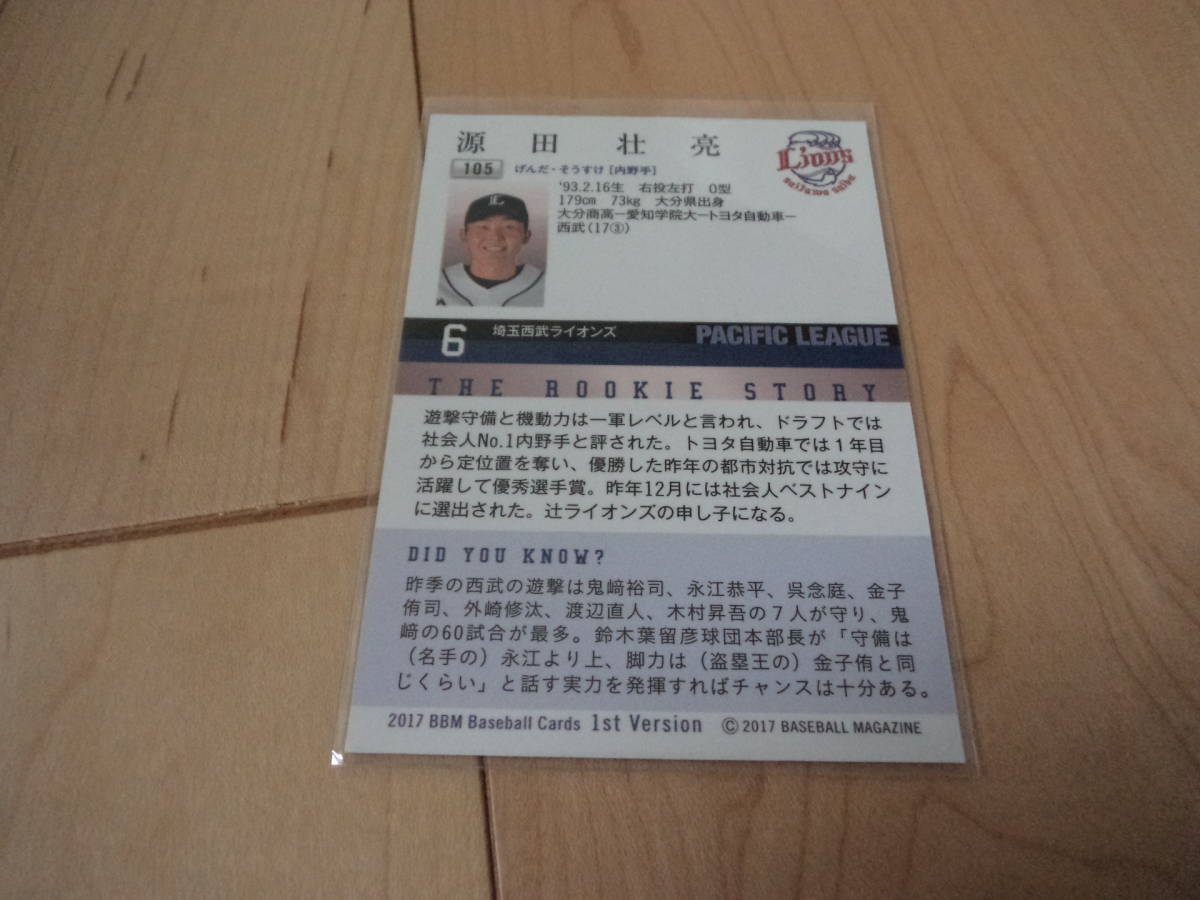 源田 壮亮
Lions
saitama seibu
105 げんだ・そうすけ [内野手]
'93.2.16生 右投左打 O型
179cm 73kg 大分県出身
大分商高ー愛知学院大ートヨタ自動車ー
西武(17③)
6 埼玉西武ライオンズ PACIFIC LEAGUE
THE ROOKIE STORY
遊撃守備と機動力は一軍レベルと言われ、ドラフトでは
社会人No.1内野手と評された。トヨタ自動車では1年目
から定位置を奪い、優勝した昨年の都市対抗では攻守に
活躍して優秀選手賞。昨年12月には社会人ベストナイン
に選出された。辻ライオンズの申し子になる。
DID YOU KNOW?
昨季の西武の遊撃は鬼﨑裕司、永江恭平、呉念庭、金子
侑司、外崎修汰、渡辺直人、木村昇吾の7人が守り、鬼
﨑の60試合が最多。鈴木葉留彦球団本部長が「守備は
(名手の)永江より上、脚力は(盗塁王の)金子侑と同
じくらい」と話す実力を発揮すればチャンスは十分ある。
2017 BBM Baseball Cards 1st Version © 2017 BASEBALL MAGAZINE